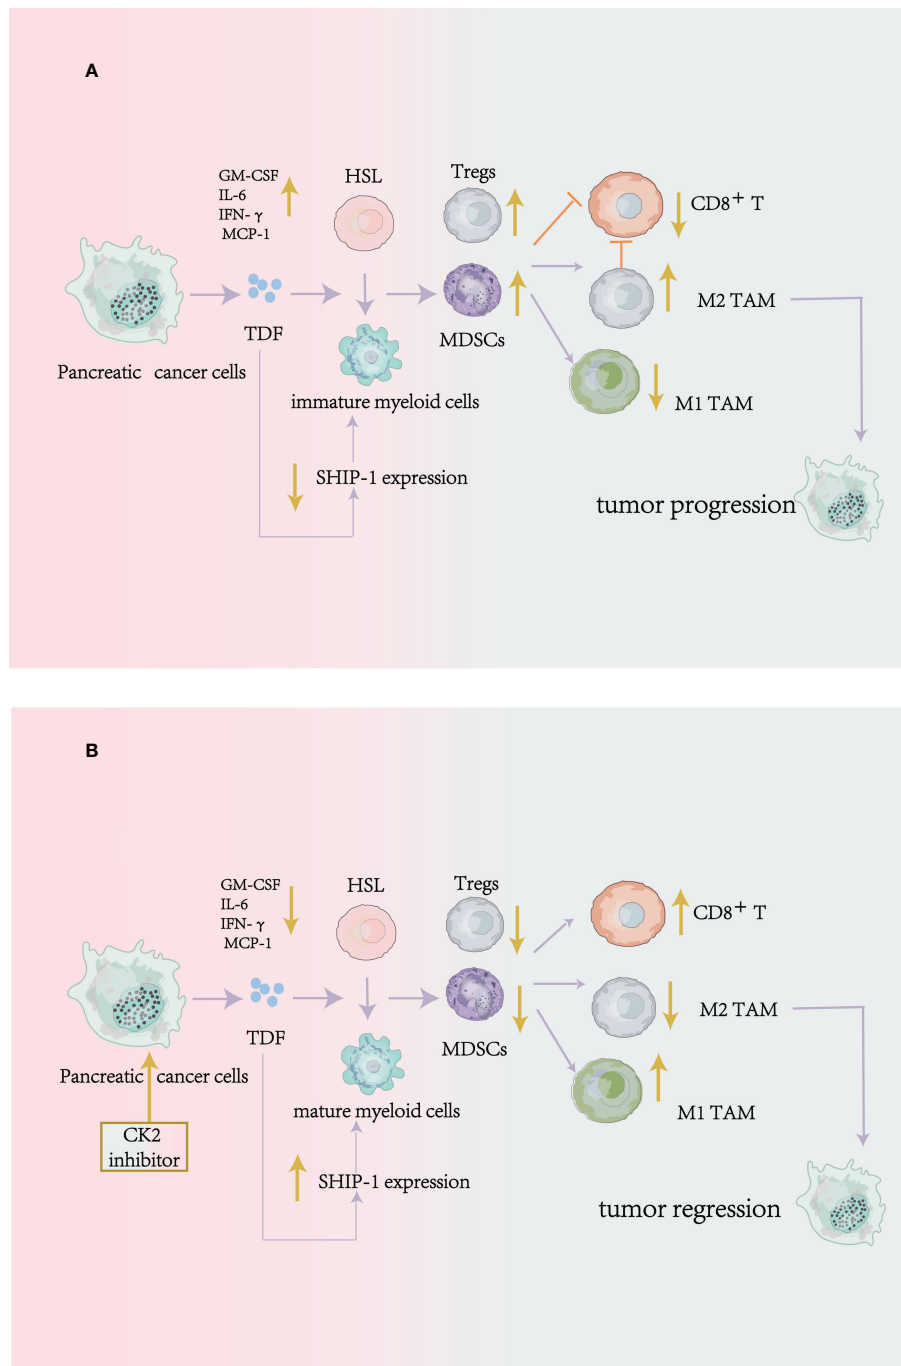 A
GM-CSF
IL-6
IFN- γ
MCP-1
HSL
Tregs
CD8+ T
M2 TAM
TDF
MDSCs
Pancreatic cancer cells
immature myeloid cells
M1 TAM
SHIP-1 expression
tumor progression
B
GM-CSF
IL-6
IFN- γ
MCP-1
HSL
Tregs
CD8+ T
M2 TAM
TDF
MDSCs
Pancreatic cancer cells
mature myeloid cells
M1 TAM
CK2
inhibitor
SHIP-1 expression
tumor regression